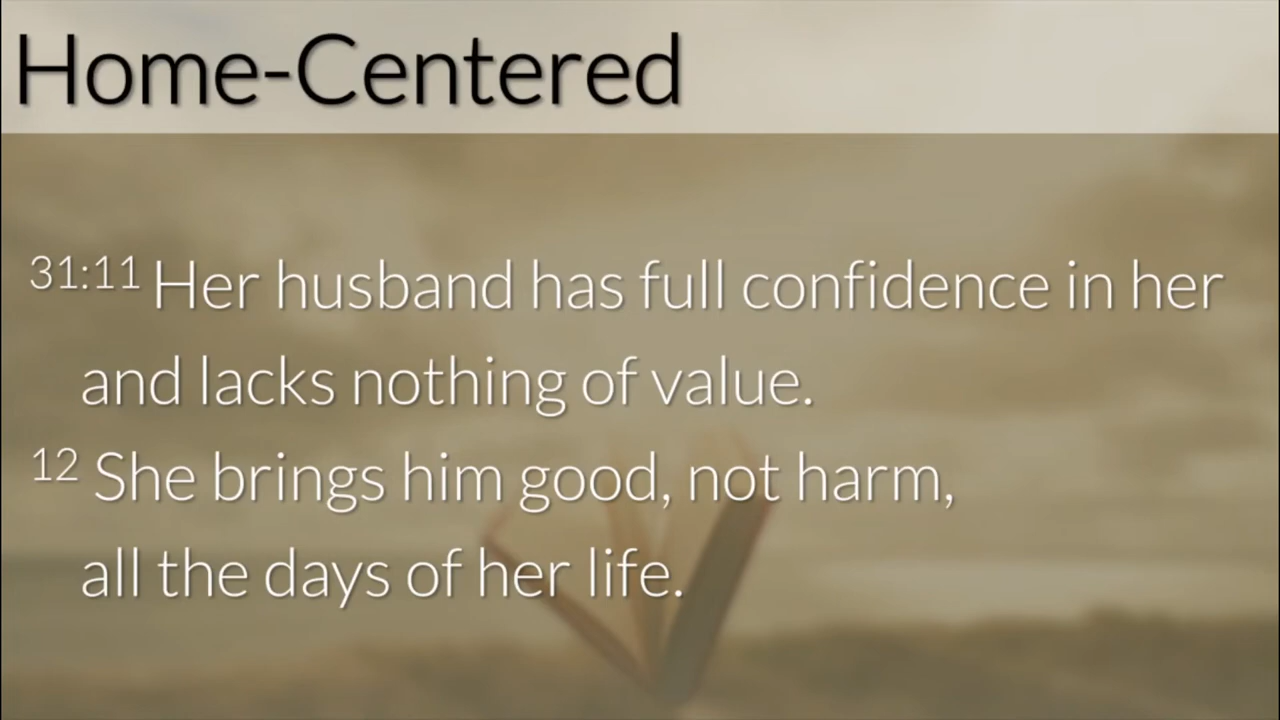 Home-Centered
31:11 Her husband has full confidence in her
and lacks nothing of value.
12 She brings him good, not harm,
all the days of her life.